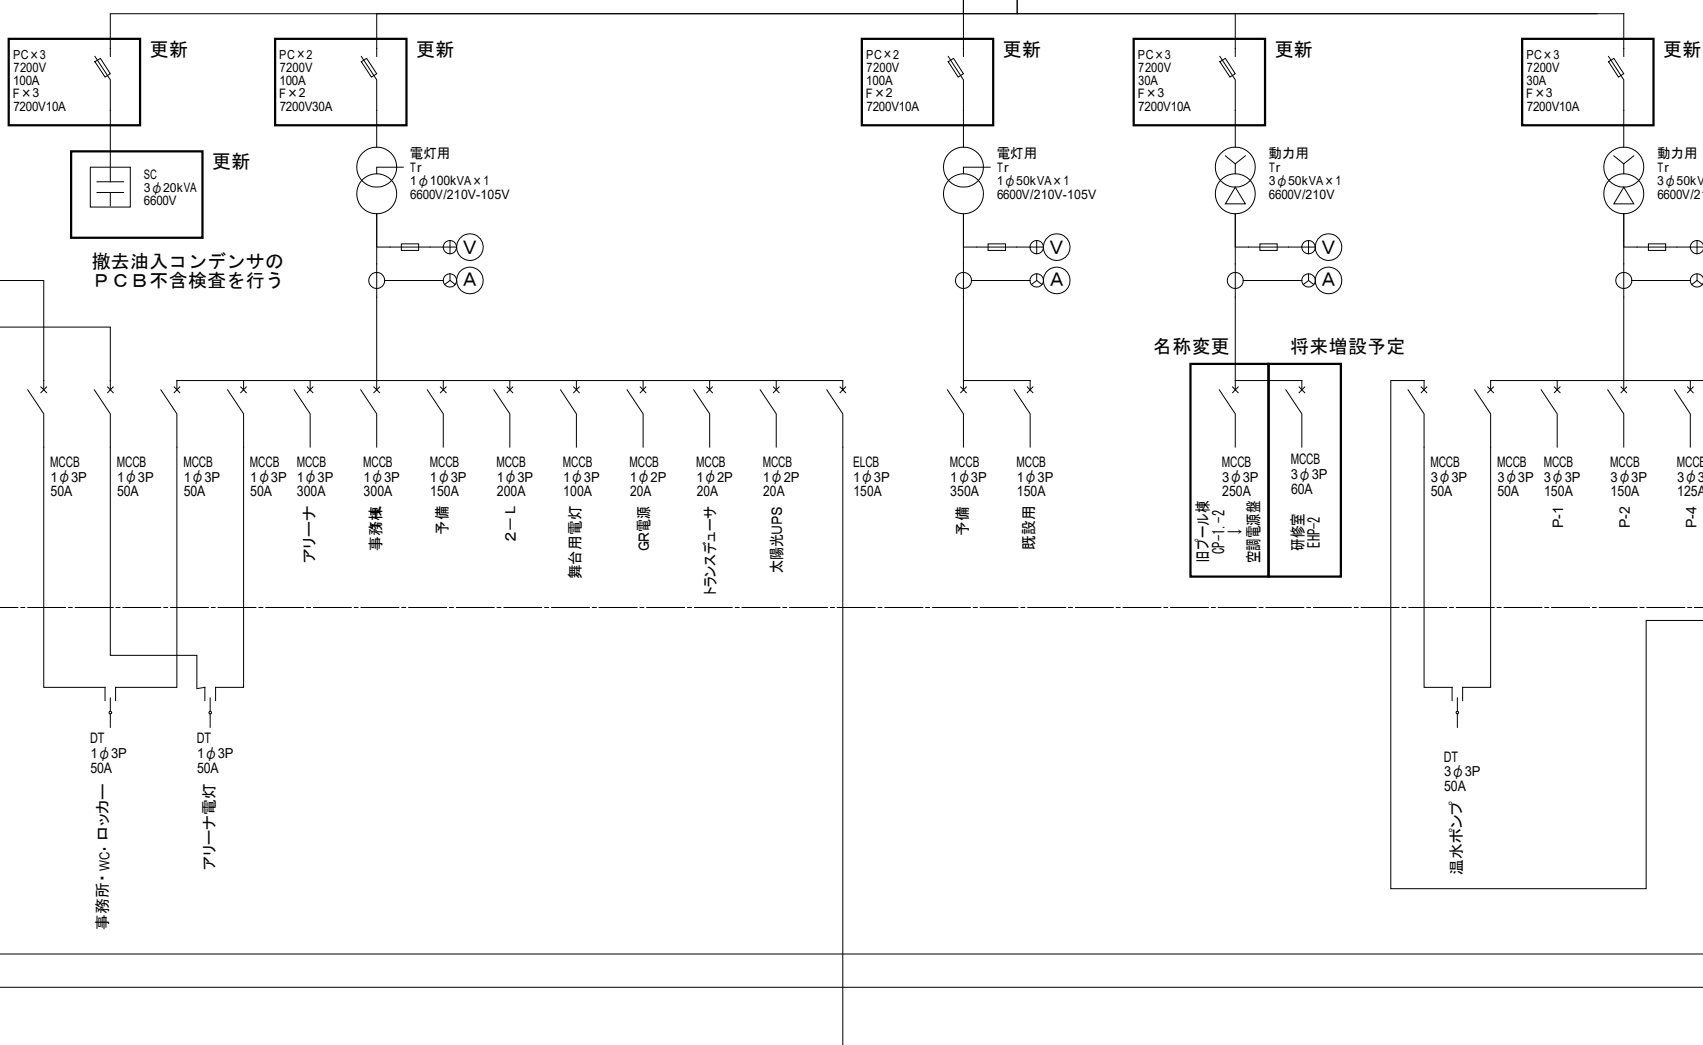 PC×3
7200V
100A
F×3
7200V10A
更新
PC×2
7200V
100A
F×2
7200V30A
更新
PC×2
7200V
100A
F×2
7200V10A
更新
PC×3
7200V
30A
F×3
7200V10A
更新
PC×3
7200V
30A
F×3
7200V10A
更新
SC
3φ20kVA
6600V
更新
撤去油入コンデンサの
PCB不含検査を行う
電灯用
Tr
1φ100kVA×1
6600V/210V-105V
V
A
電灯用
Tr
1φ50kVA×1
6600V/210V-105V
V
A
動力用
Tr
3φ50kVA×1
6600V/210V
V
A
動力用
Tr
3φ50kV
6600V/21
名称変更
将来増設予定
MCCB
1φ3P
50A
MCCB
1φ3P
50A
MCCB
1φ3P
50A
MCCB
1φ3P
50A
MCCB
1φ3P
300A
アリーナ
MCCB
1φ3P
300A
事務棟
MCCB
1φ3P
150A
予備
MCCB
1φ3P
200A
2－L
MCCB
1φ3P
100A
舞台用電灯
MCCB
1φ2P
20A
GR電源
MCCB
1φ2P
20A
トランスデューサ
MCCB
1φ2P
20A
太陽光UPS
ELCB
1φ3P
150A
MCCB
1φ3P
350A
予備
MCCB
1φ3P
150A
既設用
MCCB
3φ3P
250A
旧プール棟
CP-1.-2
↓
空調電源盤
MCCB
3φ3P
60A
研修室
EHP-2
MCCB
3φ3P
50A
MCCB
3φ3P
50A
MCCB
3φ3P
150A
P-1
MCCB
3φ3P
150A
P-2
MCCB
3φ3
125A
P-4
DT
1φ3P
50A
事務所・WC・ロッカー
DT
1φ3P
50A
アリーナ電灯
DT
3φ3P
50A
温水ポンプ